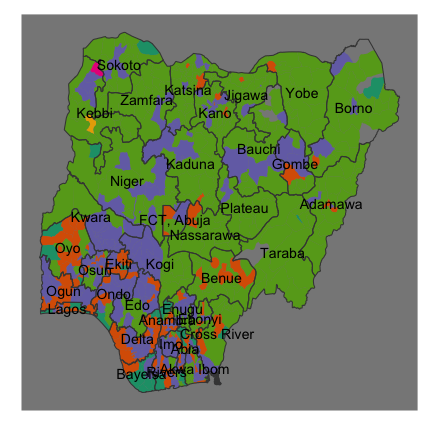 Sokoto
Katsina
Jigawa
Yobe
Zamfara
Borno
Kebbi
Kano
Bauchi
Kaduna
Gombe
Niger
Adamawa
Plateau
Kwara
FCT, Abuja
Nassarawa
Oyo
Taraba
Osun
Ekiti
Kogi
Benue
Ogun
Ondo
Edo
Lagos
Enugu
Anambra
Ebonyi
Cross River
Delta
Imo
Abia
Bayelsa
Rivers
Akwa Ibom